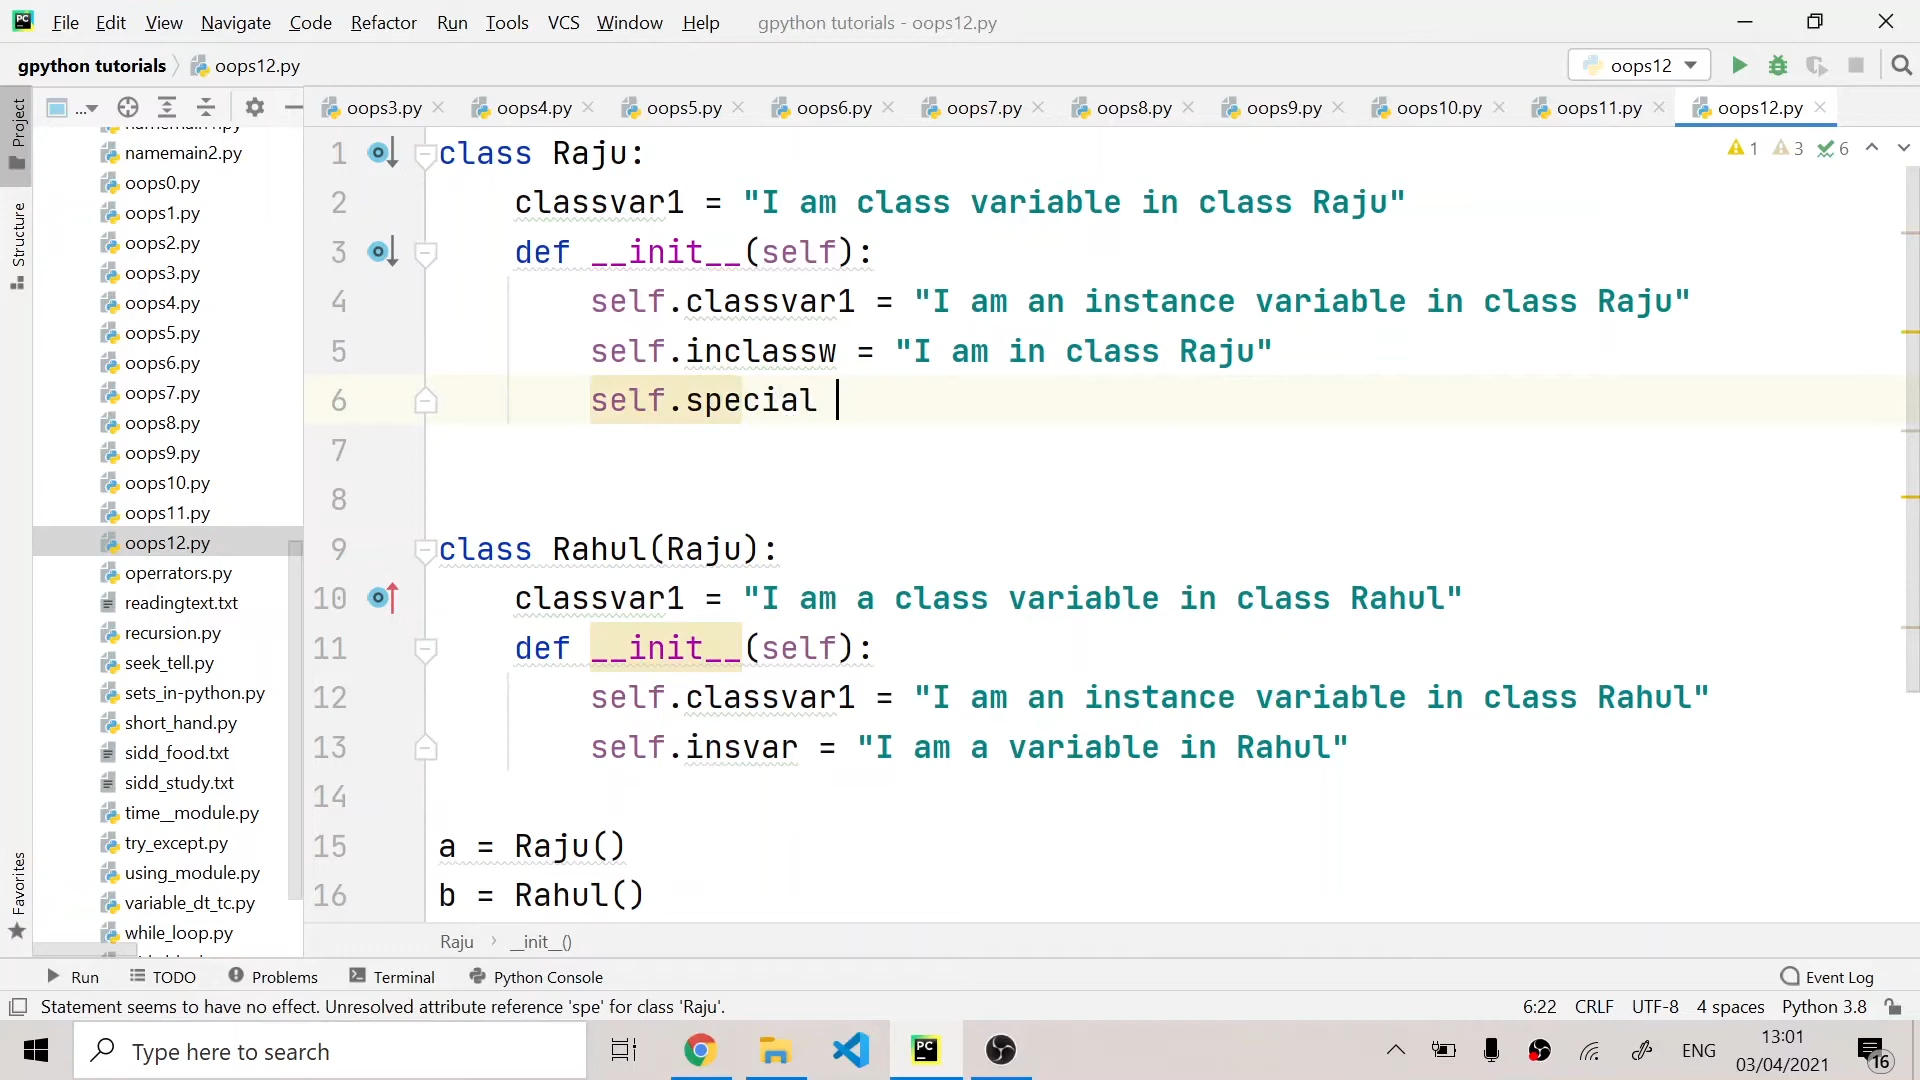 File Edit View Navigate Code Refactor Run Tools VCS Window Help gpython tutorials - oops12.py
gpython tutorials oops12.py oops12
Project ... oops3.py oops4.py oops5.py oops6.py oops7.py oops8.py oops9.py oops10.py oops11.py oops12.py
namemain2.py
oops0.py
oops1.py
oops2.py
oops3.py
oops4.py
oops5.py
oops6.py
oops7.py
oops8.py
oops9.py
oops10.py
oops11.py
oops12.py
operrators.py
readingtext.txt
recursion.py
seek_tell.py
sets_in-python.py
short_hand.py
sidd_food.txt
sidd_study.txt
time_module.py
try_except.py
using_module.py
variable_dt_tc.py
while_loop.py
Structure
Favorites
1 class Raju:
1 3 6
2 classvar1 = "I am class variable in class Raju"
3 def __init__(self):
4 self.classvar1 = "I am an instance variable in class Raju"
5 self.inclassw = "I am in class Raju"
6 self.special
7
8
9 class Rahul(Raju):
10 classvar1 = "I am a class variable in class Rahul"
11 def __init__(self):
12 self.classvar1 = "I am an instance variable in class Rahul"
13 self.insvar = "I am a variable in Rahul"
14
15 a = Raju()
16 b = Rahul()
Raju __init__()
Run TODO Problems Terminal Python Console Event Log
Statement seems to have no effect. Unresolved attribute reference 'spe' for class 'Raju'. 6:22 CRLF UTF-8 4 spaces Python 3.8
Type here to search PC ENG 13:01
03/04/2021 16